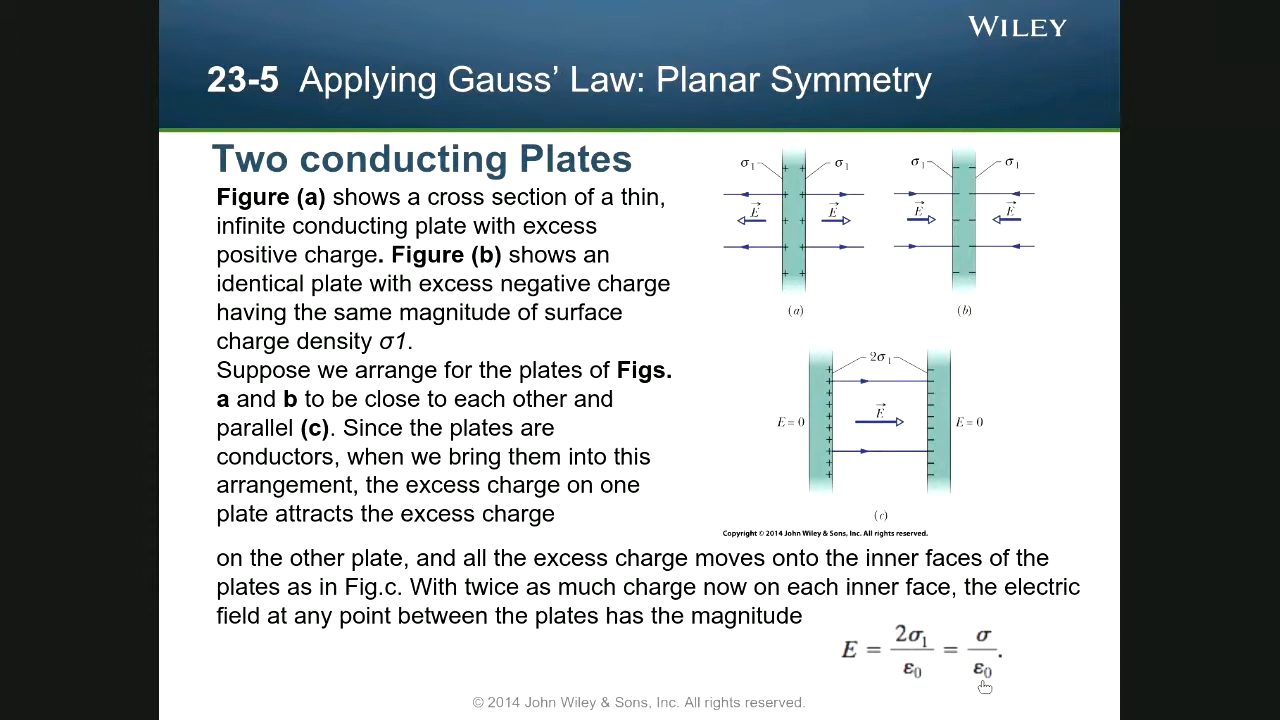 WILEY
23-5 Applying Gauss’ Law: Planar Symmetry
Two conducting Plates
Figure (a) shows a cross section of a thin,
infinite conducting plate with excess
positive charge. Figure (b) shows an
identical plate with excess negative charge
having the same magnitude of surface
charge density σ1.
Suppose we arrange for the plates of Figs.
a and b to be close to each other and
parallel (c). Since the plates are
conductors, when we bring them into this
arrangement, the excess charge on one
plate attracts the excess charge
σ₁ σ₁ σ₁ σ₁
E⃗ E⃗ E⃗ E⃗
(a) (b)
2σ₁
E⃗
E = 0 E = 0
(c)
Copyright © 2014 John Wiley & Sons, Inc. All rights reserved.
on the other plate, and all the excess charge moves onto the inner faces of the
plates as in Fig.c. With twice as much charge now on each inner face, the electric
field at any point between the plates has the magnitude
E = 2σ₁/ε₀ = σ/ε₀.
© 2014 John Wiley & Sons, Inc. All rights reserved.